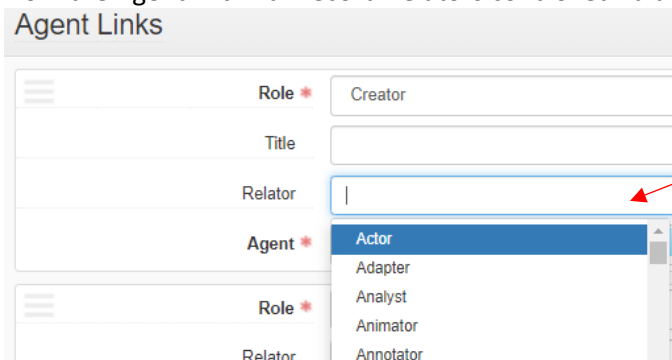 Agent Links
Role * Creator
Title
Relator
Agent * Actor
Adapter
Analyst
Role *
Animator
Relator Annotator